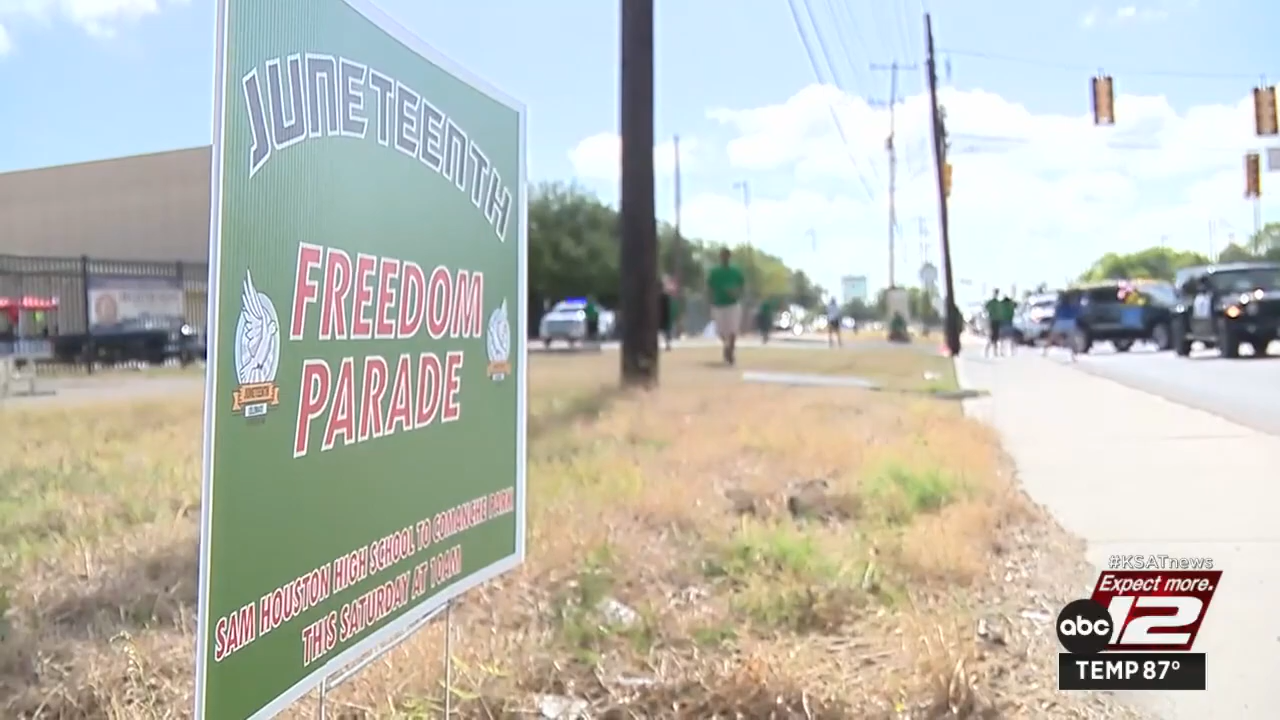 JUNETEENTH
FREEDOM
PARADE
JUNETEENTH
SAM HOUSTON HIGH SCHOOL TO COMANCHE PARK
THIS SATURDAY AT 10AM
#KSATnews
Expect more.
abc 12
TEMP 87°